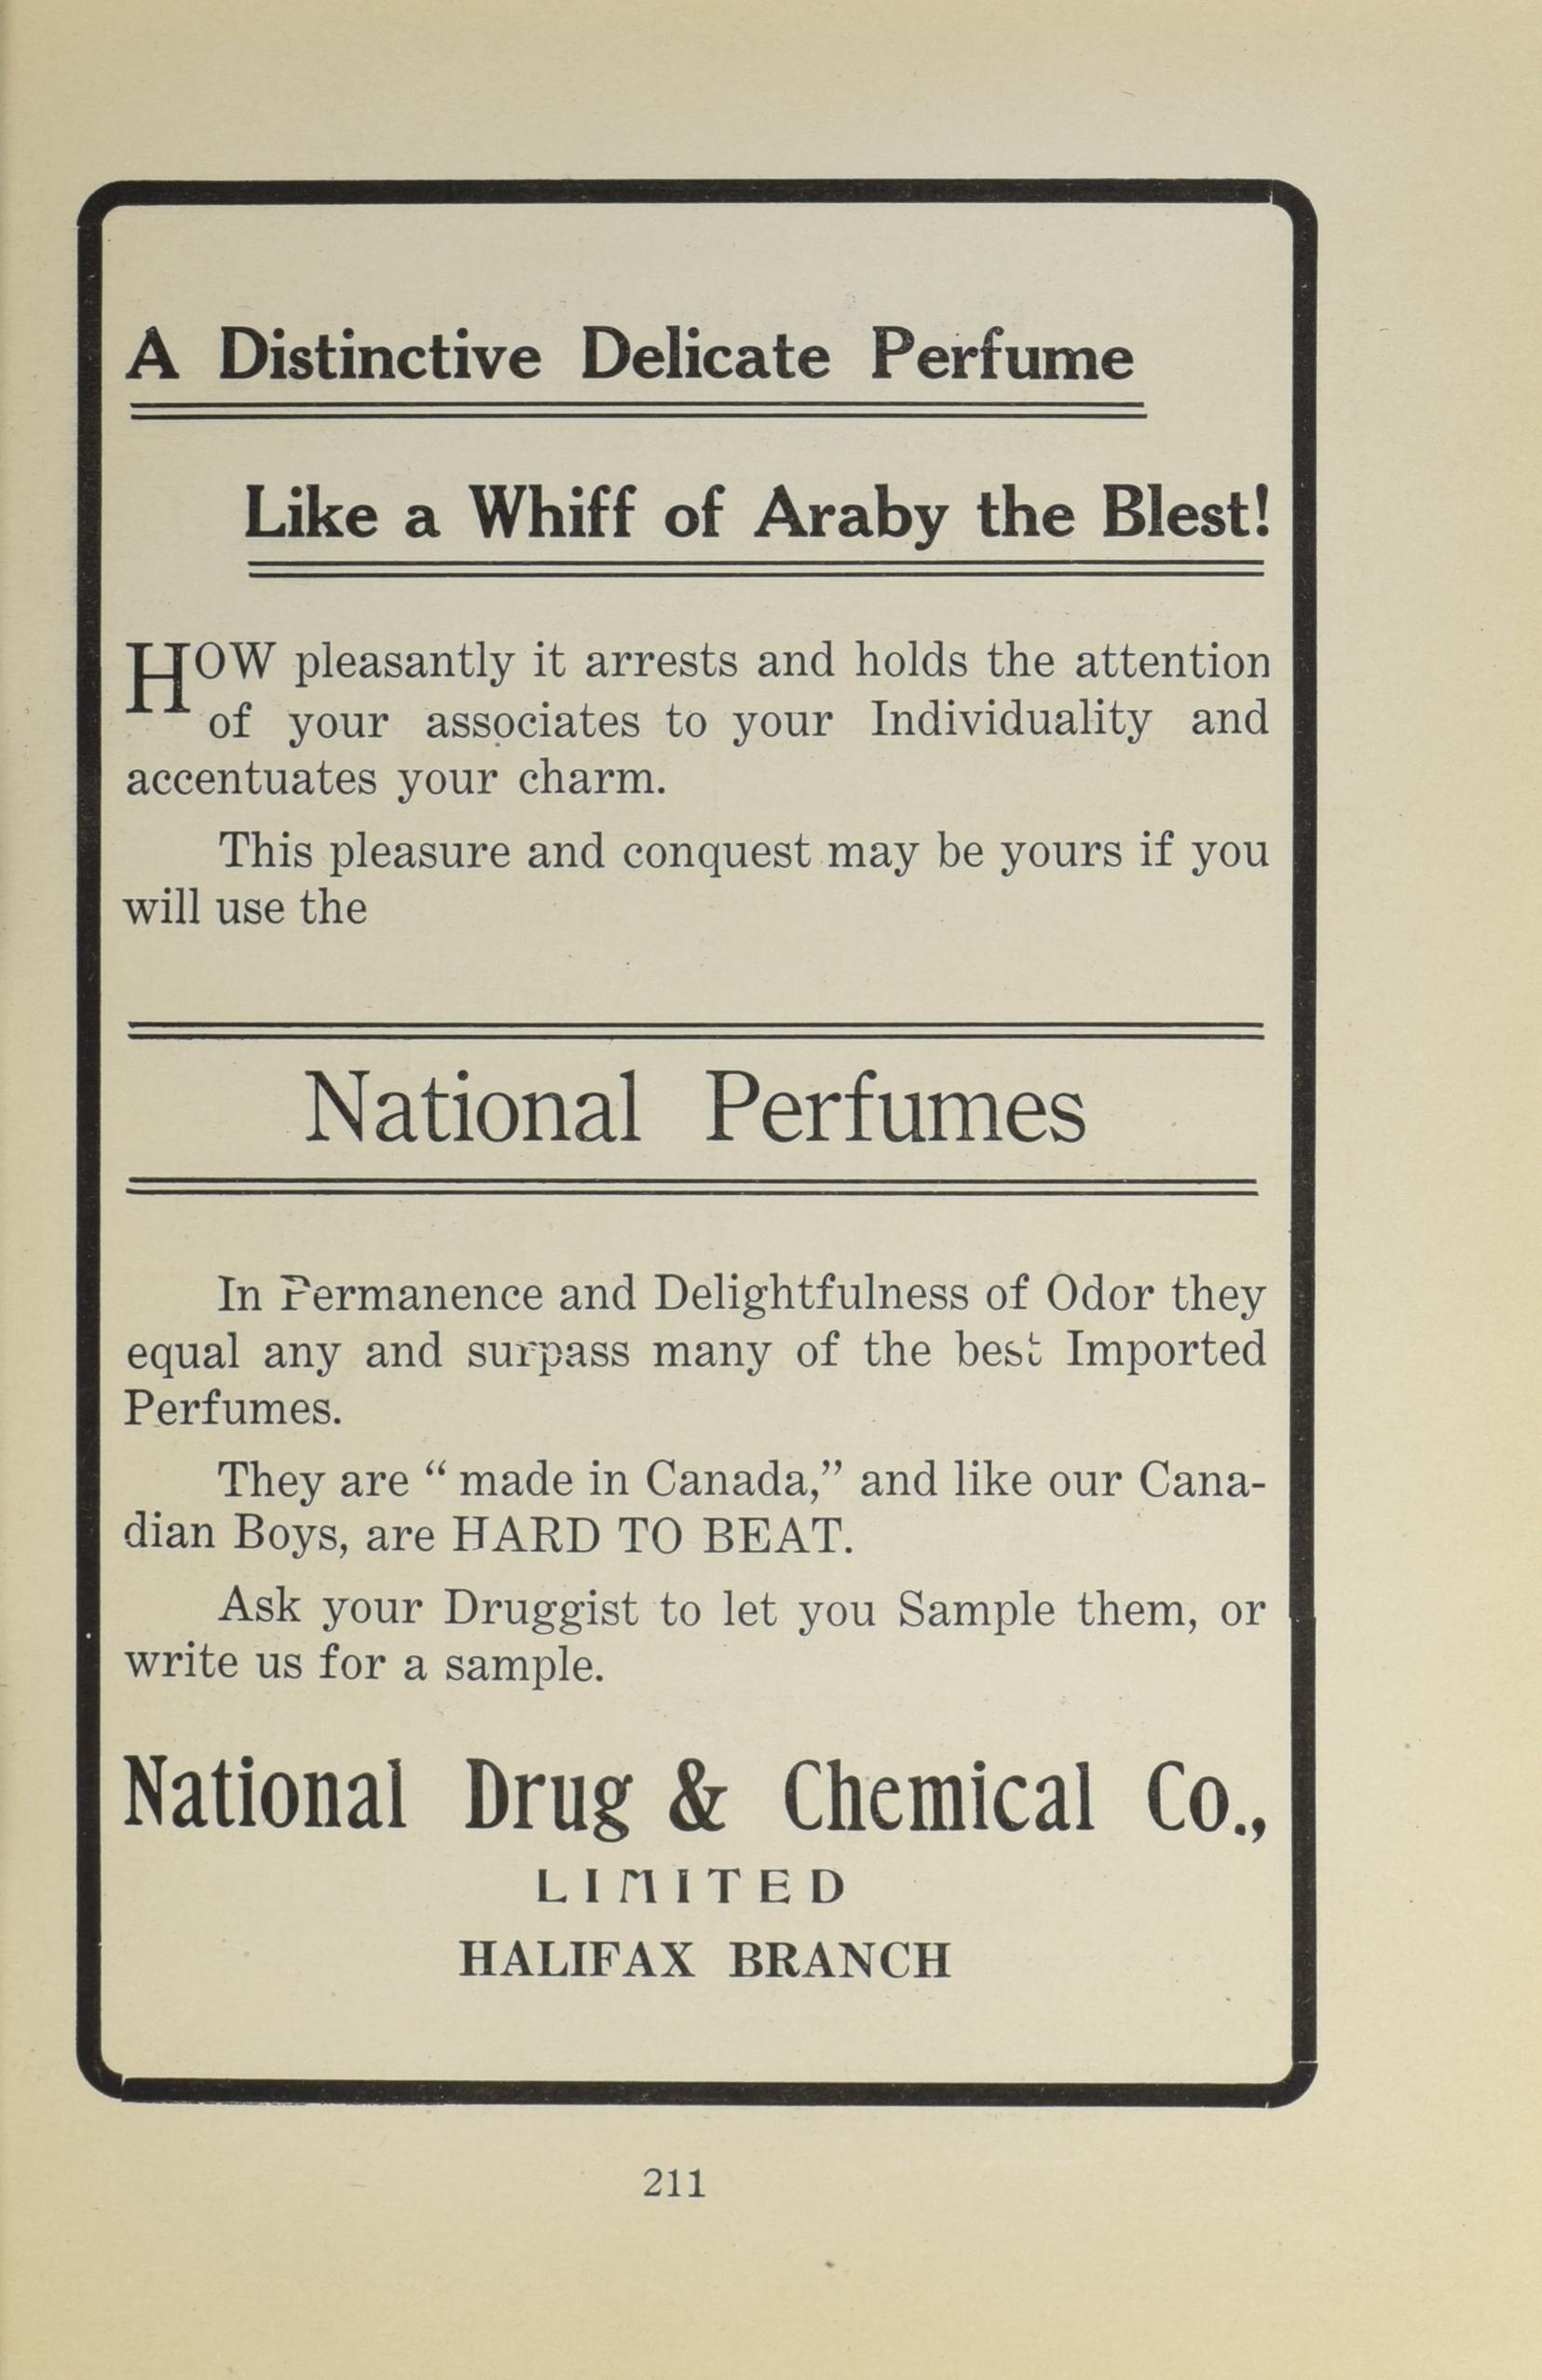 A Distinctive Delicate Perfume
Like a Whiff of Araby the Blest!
HOW pleasantly it arrests and holds the attention
of your associates to your Individuality and
accentuates your charm.
This pleasure and conquest may be yours if you
will use the
National Perfumes
In Permanence and Delightfulness of Odor they
equal any and surpass many of the best Imported
Perfumes.
They are “ made in Canada,” and like our Cana-
dian Boys, are HARD TO BEAT.
Ask your Druggist to let you Sample them, or
write us for a sample.
National Drug & Chemical Co.,
LIMITED
HALIFAX BRANCH
211